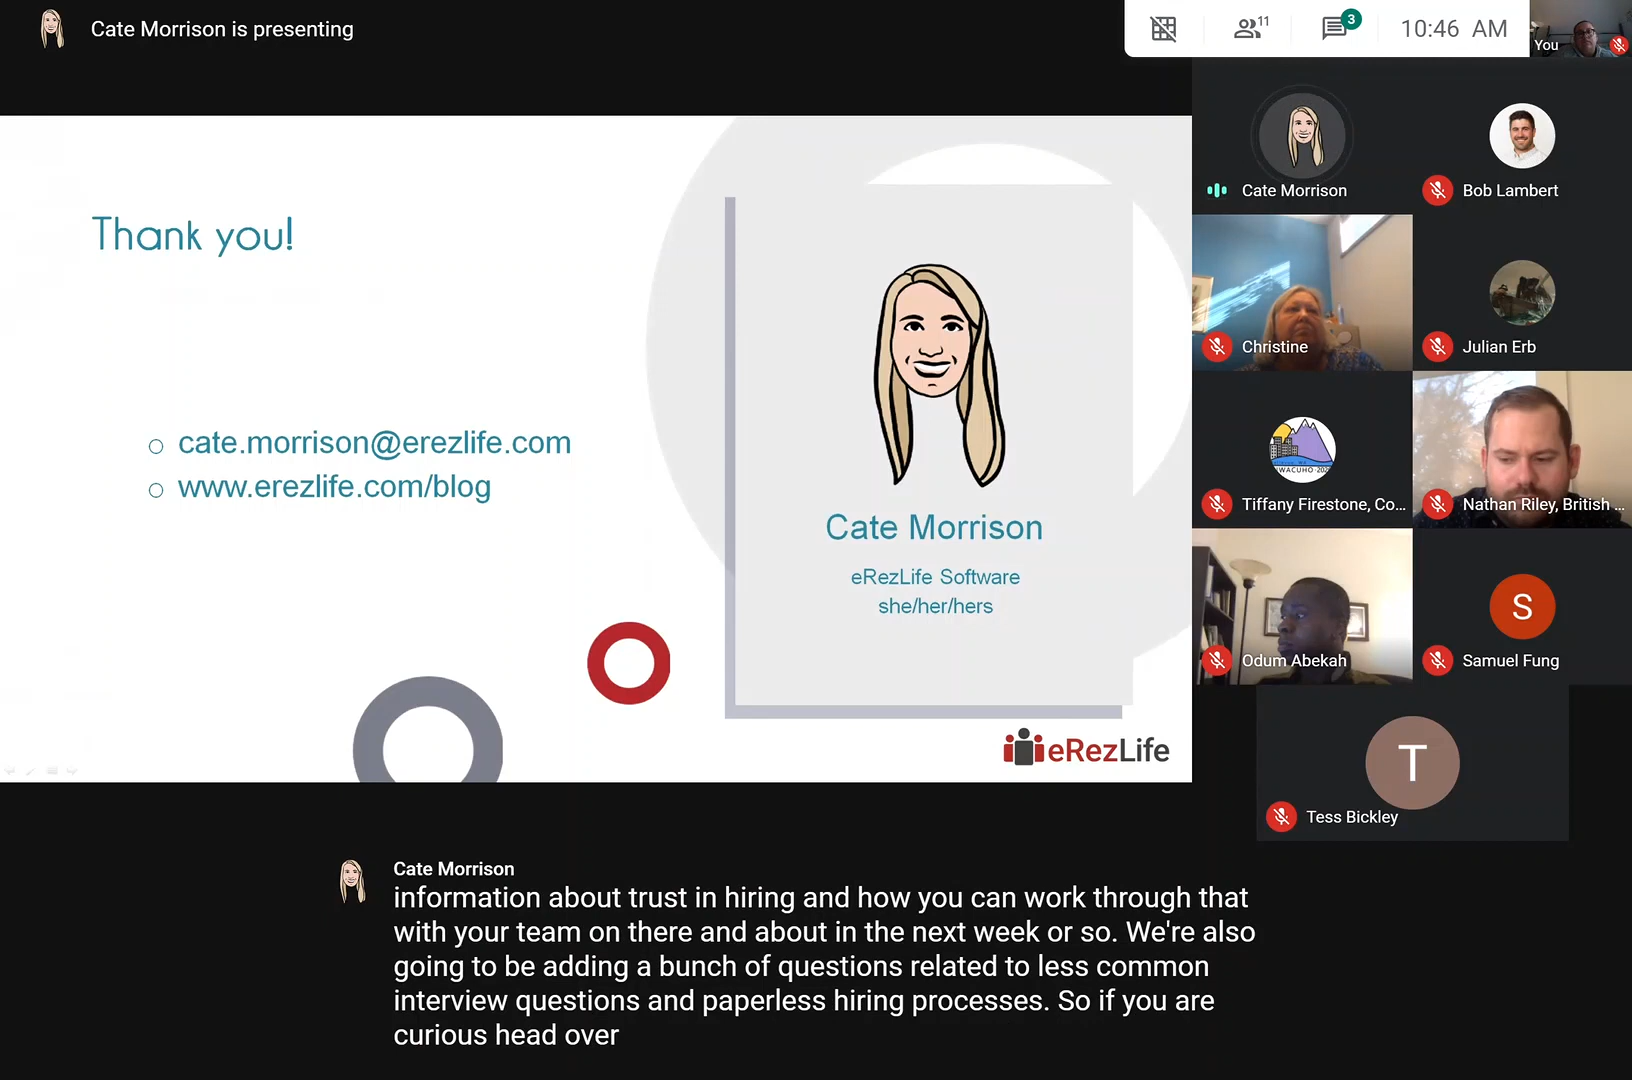 Cate Morrison is presenting
11
3
10:46 AM
You
Thank you!
cate.morrison@erezlife.com
www.erezlife.com/blog
Cate Morrison
eRezLife Software
she/her/hers
eRezLife
Cate Morrison
Bob Lambert
Christine
Julian Erb
Tiffany Firestone, Co...
Nathan Riley, British ...
Odum Abekah
S
Samuel Fung
T
Tess Bickley
Cate Morrison
information about trust in hiring and how you can work through that
with your team on there and about in the next week or so. We're also
going to be adding a bunch of questions related to less common
interview questions and paperless hiring processes. So if you are
curious head over